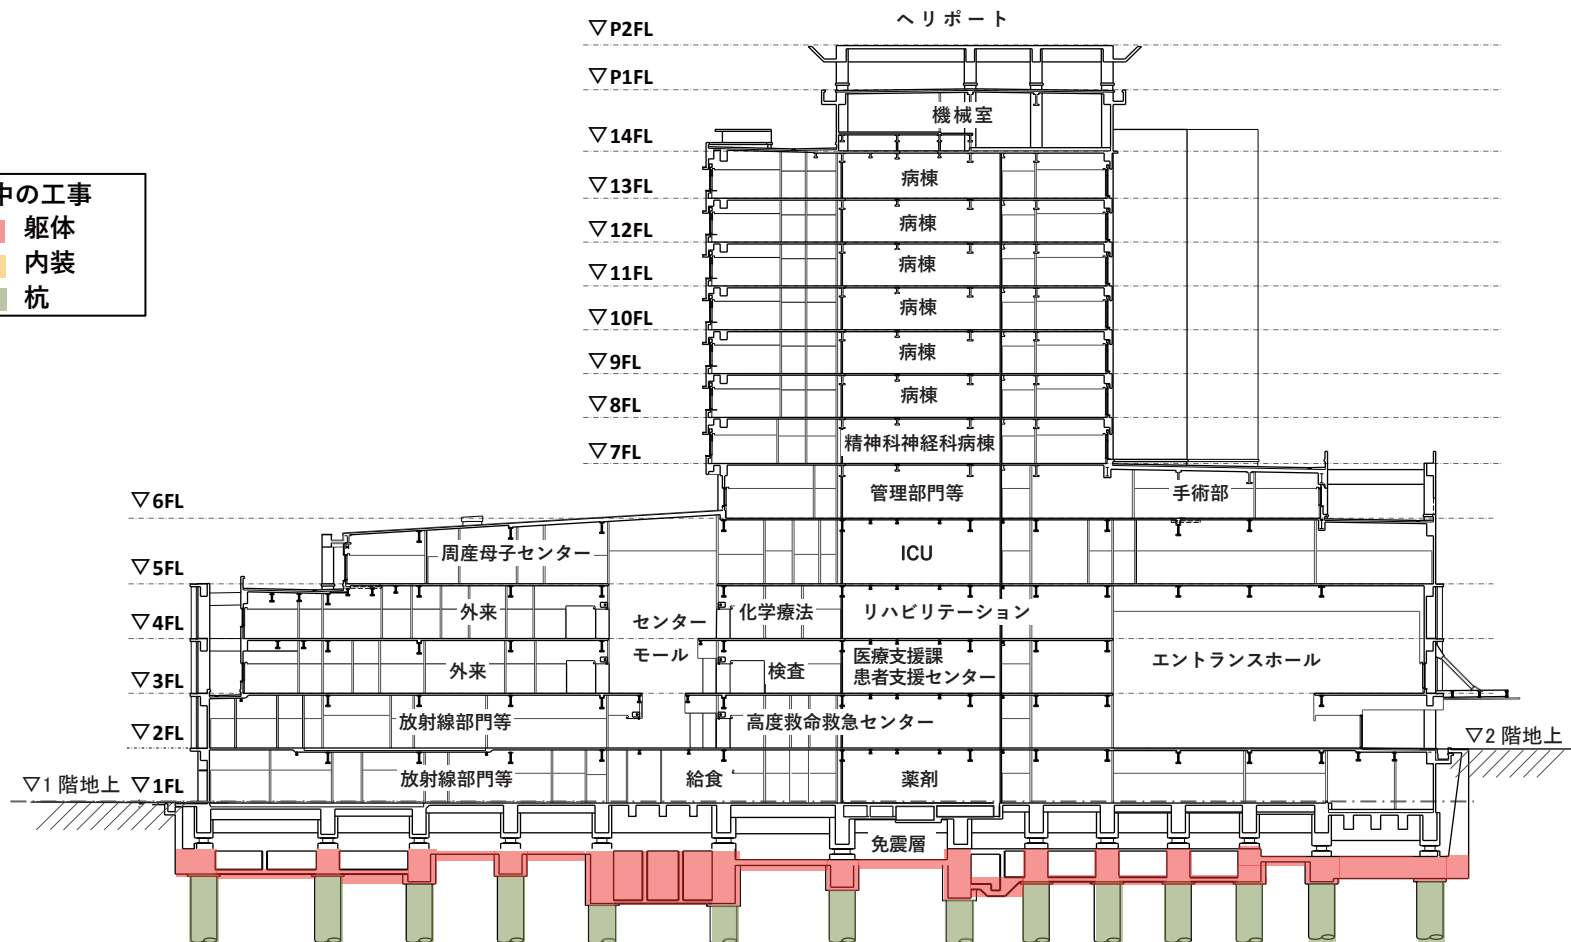 ヘリポート
▽P2FL
▽P1FL
機械室
▽14FL
病棟
▽13FL
中の工事
躯体
内装
杭
病棟
▽12FL
病棟
▽11FL
病棟
▽10FL
病棟
▽9FL
病棟
▽8FL
精神科神経科病棟
▽7FL
管理部門等
手術部
▽6FL
周産母子センター
ICU
▽5FL
外来
センター
モール
化学療法
リハビリテーション
▽4FL
外来
検査
医療支援課
患者支援センター
エントランスホール
▽3FL
放射線部門等
高度救命救急センター
▽2FL
▽2階地上
放射線部門等
給食
薬剤
▽1階地上
▽1FL
免震層